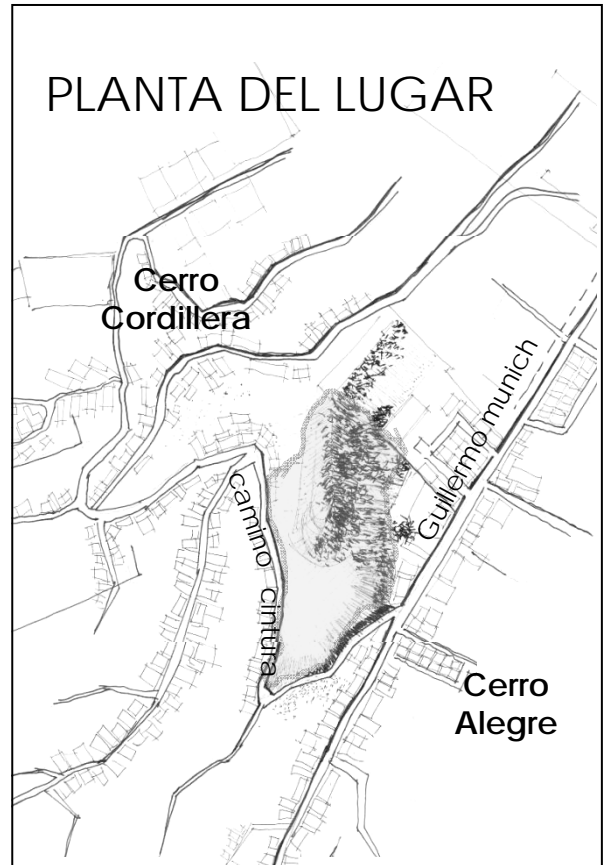 PLANTA DEL LUGAR
Cerro
Cordillera
Guillermo munich
camino cintura
Cerro
Alegre